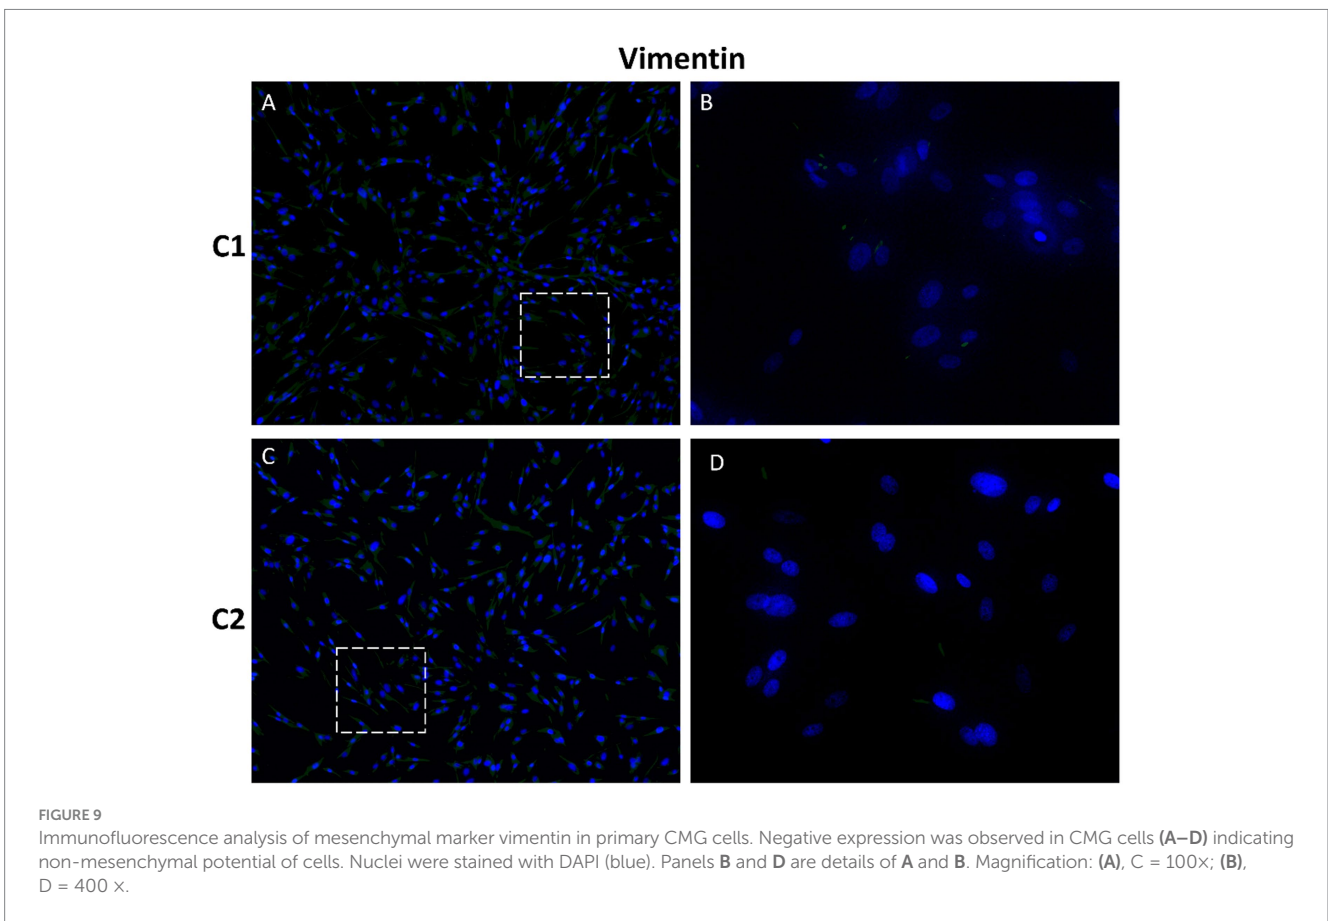 Vimentin
A
B
C1
C
D
C2
FIGURE 9
Immunofluorescence analysis of mesenchymal marker vimentin in primary CMG cells. Negative expression was observed in CMG cells (A–D) indicating
non-mesenchymal potential of cells. Nuclei were stained with DAPI (blue). Panels B and D are details of A and B. Magnification: (A), C = 100×; (B),
D = 400 ×.